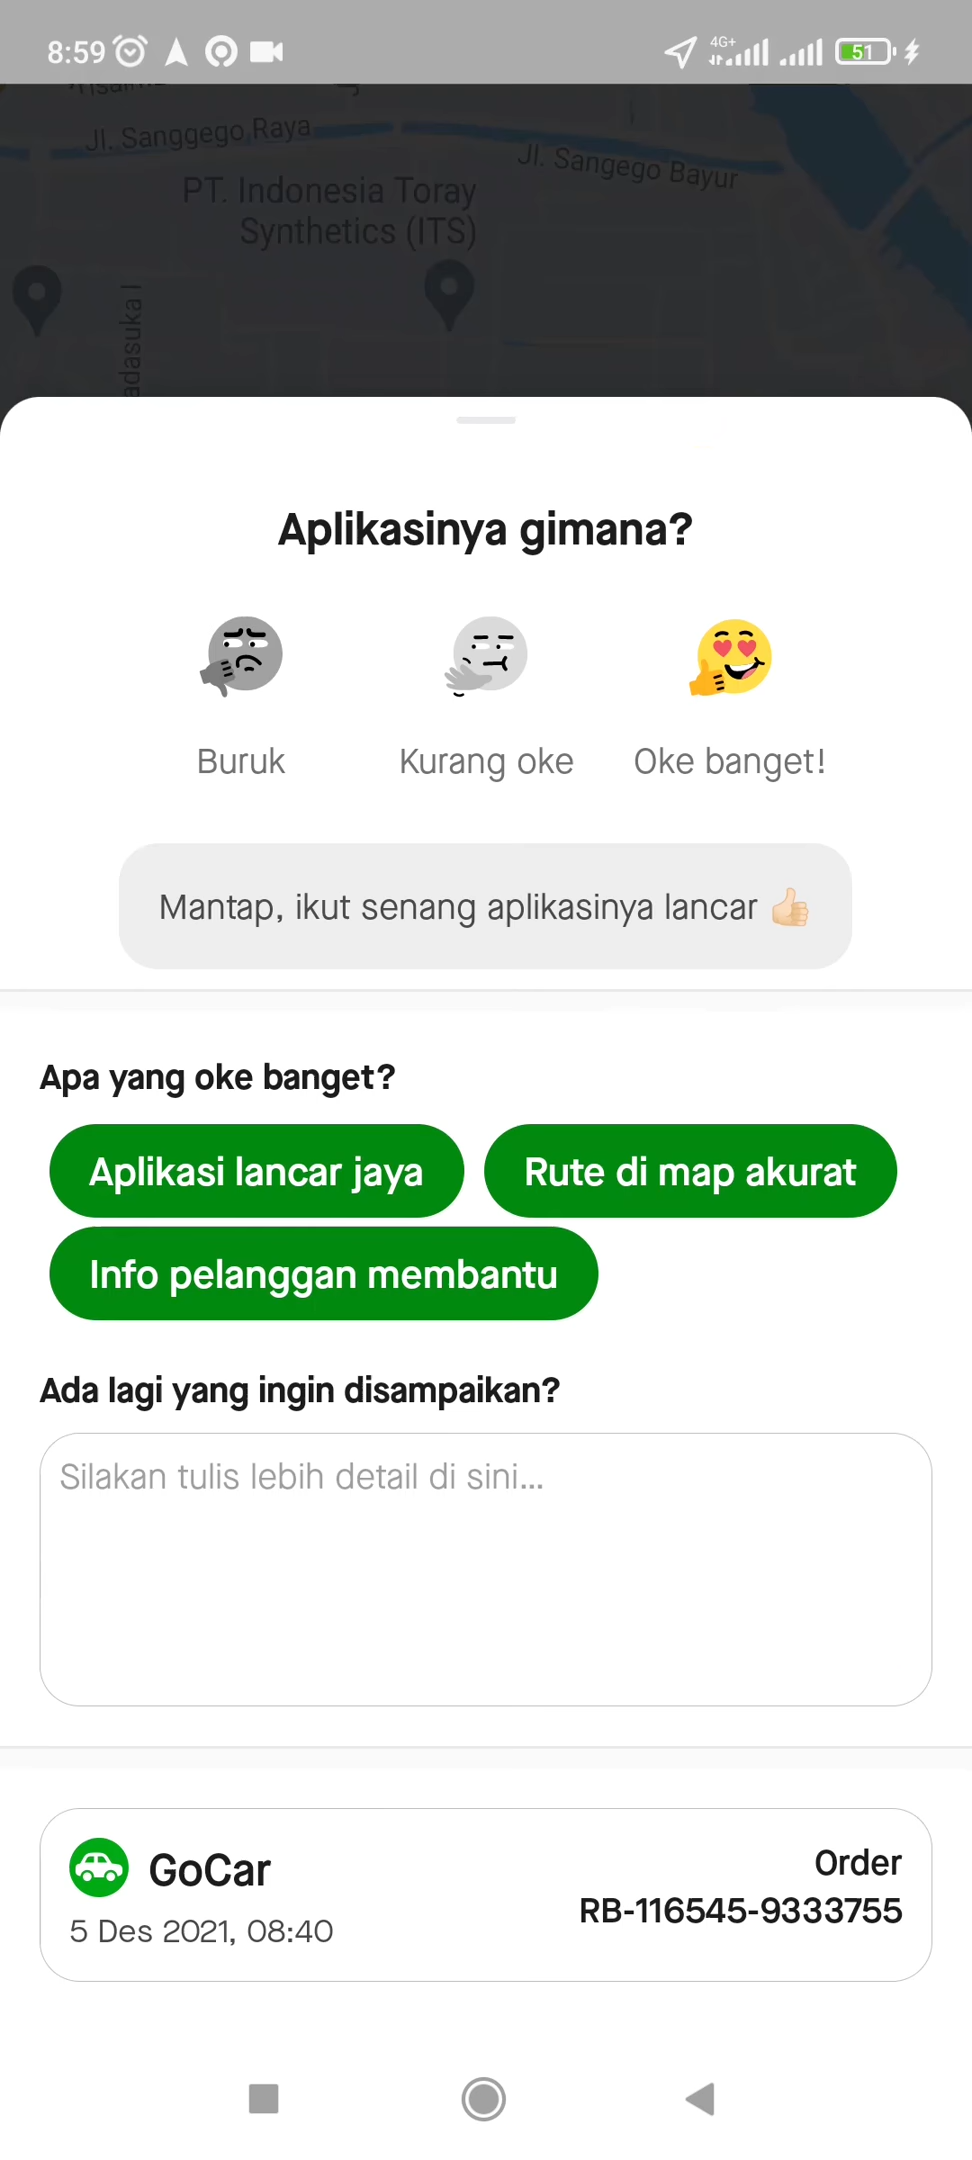 8:59
4G+
51
Jl. Sanggego Raya
Jl. Sangego Bayur
PT. Indonesia Toray
Synthetics (ITS)
adasuka I
Aplikasinya gimana?
Buruk
Kurang oke
Oke banget!
Mantap, ikut senang aplikasinya lancar 👍🏻
Apa yang oke banget?
Aplikasi lancar jaya
Rute di map akurat
Info pelanggan membantu
Ada lagi yang ingin disampaikan?
Silakan tulis lebih detail di sini...
GoCar
5 Des 2021, 08:40
Order
RB-116545-9333755